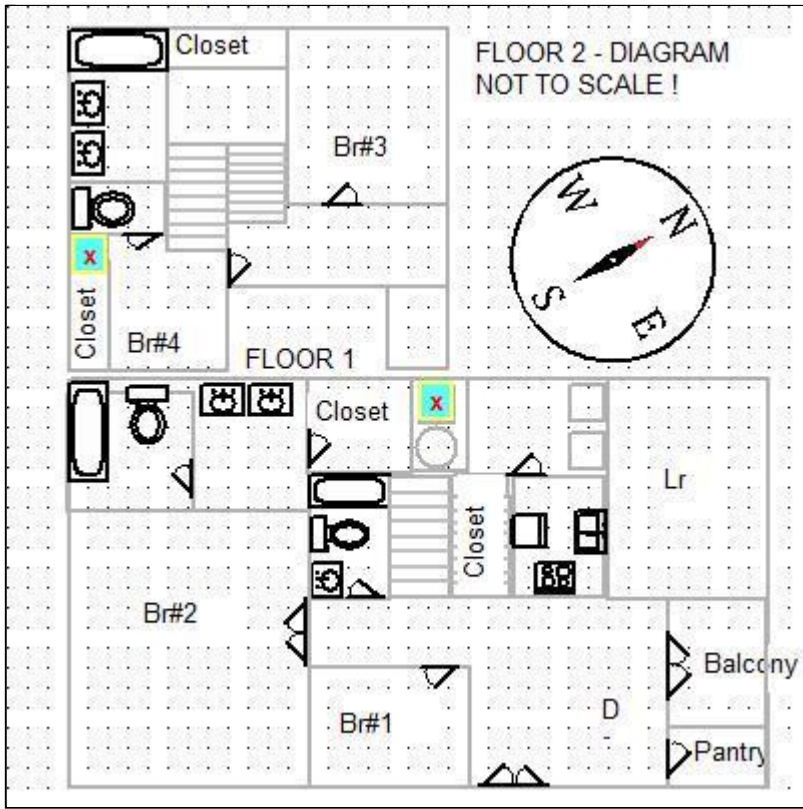 Closet
FLOOR 2 - DIAGRAM
NOT TO SCALE !
Br#3
W
N
S
E
x
Closet
Br#4
FLOOR 1
Closet
x
Lr
Closet
Br#2
Balcony
Br#1
D
Pantry